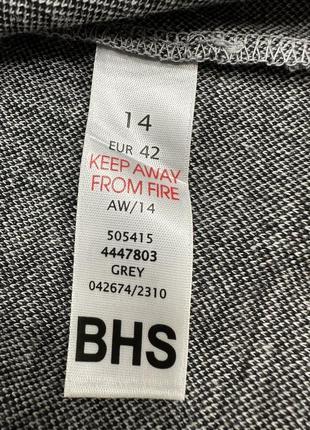 14
EUR 42
KEEP AWAY
FROM FIRE
AW/14
505415
4447803
GREY
042674/2310
BHS